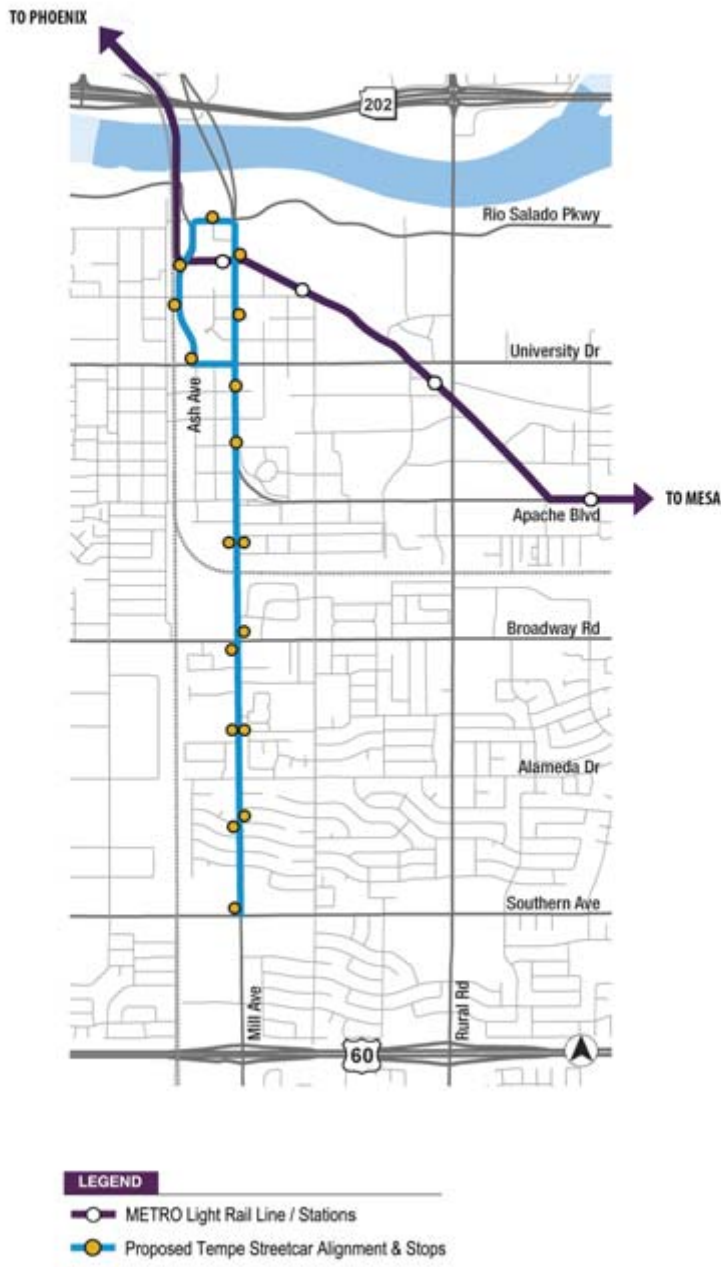 TO PHOENIX
202
Rio Salado Pkwy
University Dr
Ash Ave
TO MESA
Apache Blvd
Broadway Rd
Alameda Dr
Southern Ave
Mill Ave
Rural Rd
60
LEGEND
METRO Light Rail Line / Stations
Proposed Tempe Streetcar Alignment & Stops